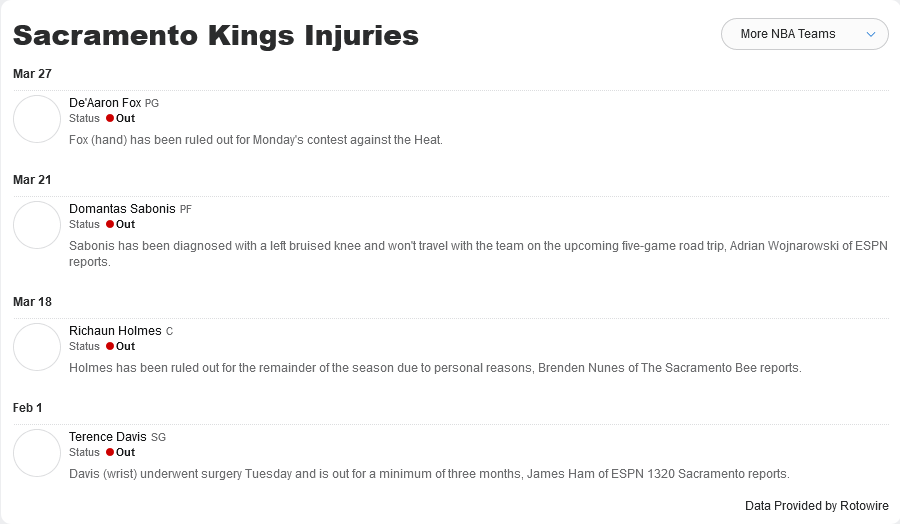 Sacramento Kings Injuries
More NBA Teams
Mar 27
De'Aaron Fox PG
Status Out
Fox (hand) has been ruled out for Monday's contest against the Heat.
Mar 21
Domantas Sabonis PF
Status Out
Sabonis has been diagnosed with a left bruised knee and won't travel with the team on the upcoming five-game road trip, Adrian Wojnarowski of ESPN
reports.
Mar 18
Richaun Holmes C
Status Out
Holmes has been ruled out for the remainder of the season due to personal reasons, Brenden Nunes of The Sacramento Bee reports.
Feb 1
Terence Davis SG
Status Out
Davis (wrist) underwent surgery Tuesday and is out for a minimum of three months, James Ham of ESPN 1320 Sacramento reports.
Data Provided by Rotowire